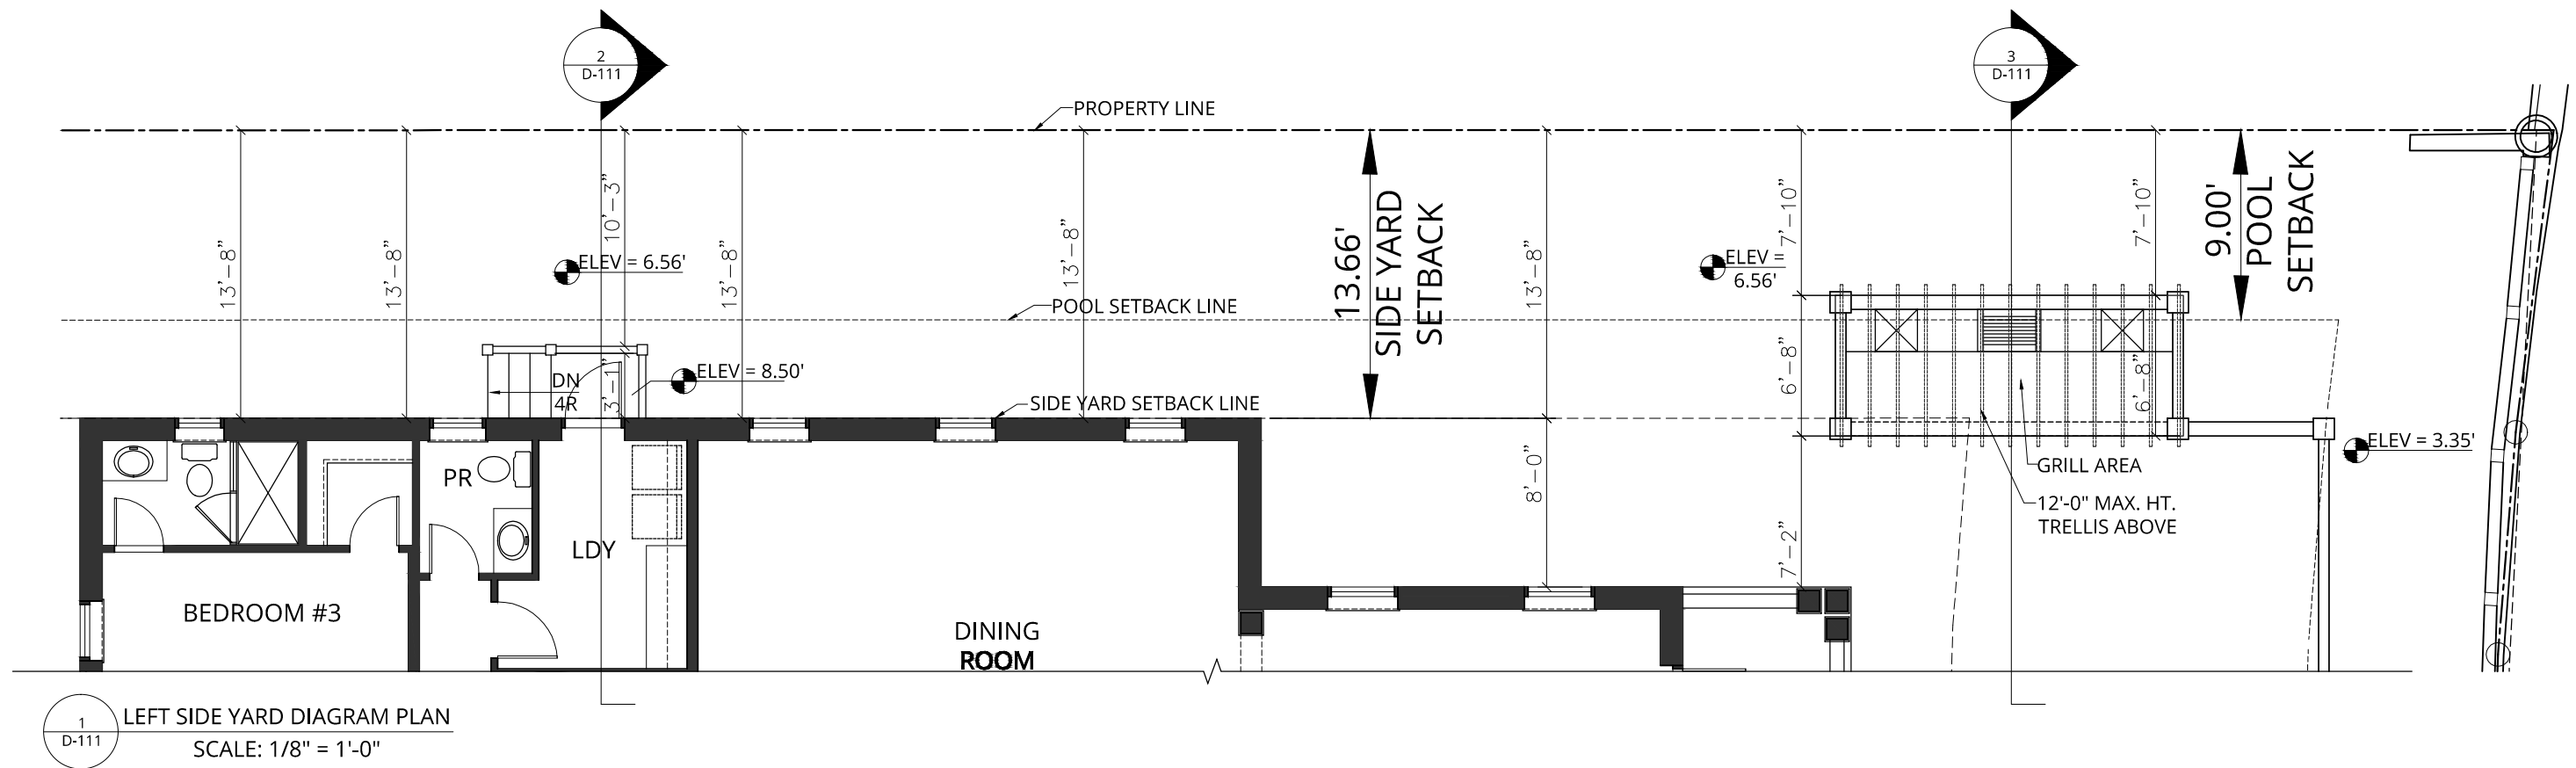 2
D-111
3
D-111
PROPERTY LINE
13'-8"
13'-8"
10'-3"
13'-8"
13'-8"
13.66'
SIDE YARD
SETBACK
13'-8"
7'-10"
7'-10"
9.00'
POOL
SETBACK
ELEV = 6.56'
ELEV =
6.56'
POOL SETBACK LINE
DN
4R
3'-1"
ELEV = 8.50'
SIDE YARD SETBACK LINE
6'-8"
6'-8"
ELEV = 3.35'
GRILL AREA
12'-0" MAX. HT.
TRELLIS ABOVE
8'-0"
7'-2"
PR
LDY
BEDROOM #3
DINING
ROOM
1
D-111
LEFT SIDE YARD DIAGRAM PLAN
SCALE: 1/8" = 1'-0"